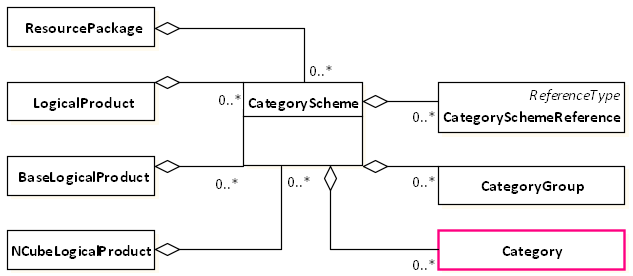 ResourcePackage
0..*
LogicalProduct
0..*
CategoryScheme
ReferenceType
CategorySchemeReference
0..*
BaseLogicalProduct
0..*
0..*
0..*
CategoryGroup
NCubeLogicalProduct
Category
0..*